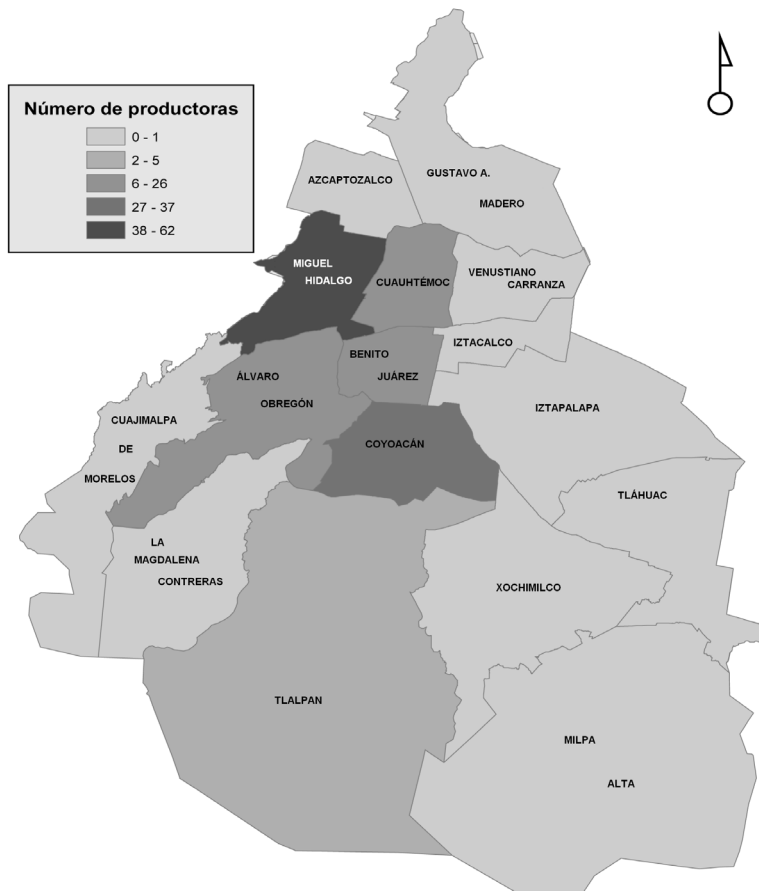 Número de productoras
0 - 1
2 - 5
6 - 26
27 - 37
38 - 62
AZCAPTOZALCO
GUSTAVO A.
MADERO
MIGUEL
HIDALGO
CUAUHTÉMOC
VENUSTIANO
CARRANZA
IZTACALCO
BENITO
JUÁREZ
ÁLVARO
OBREGÓN
IZTAPALAPA
CUAJIMALPA
DE
MORELOS
COYOACÁN
TLÁHUAC
LA
MAGDALENA
CONTRERAS
XOCHIMILCO
TLALPAN
MILPA
ALTA